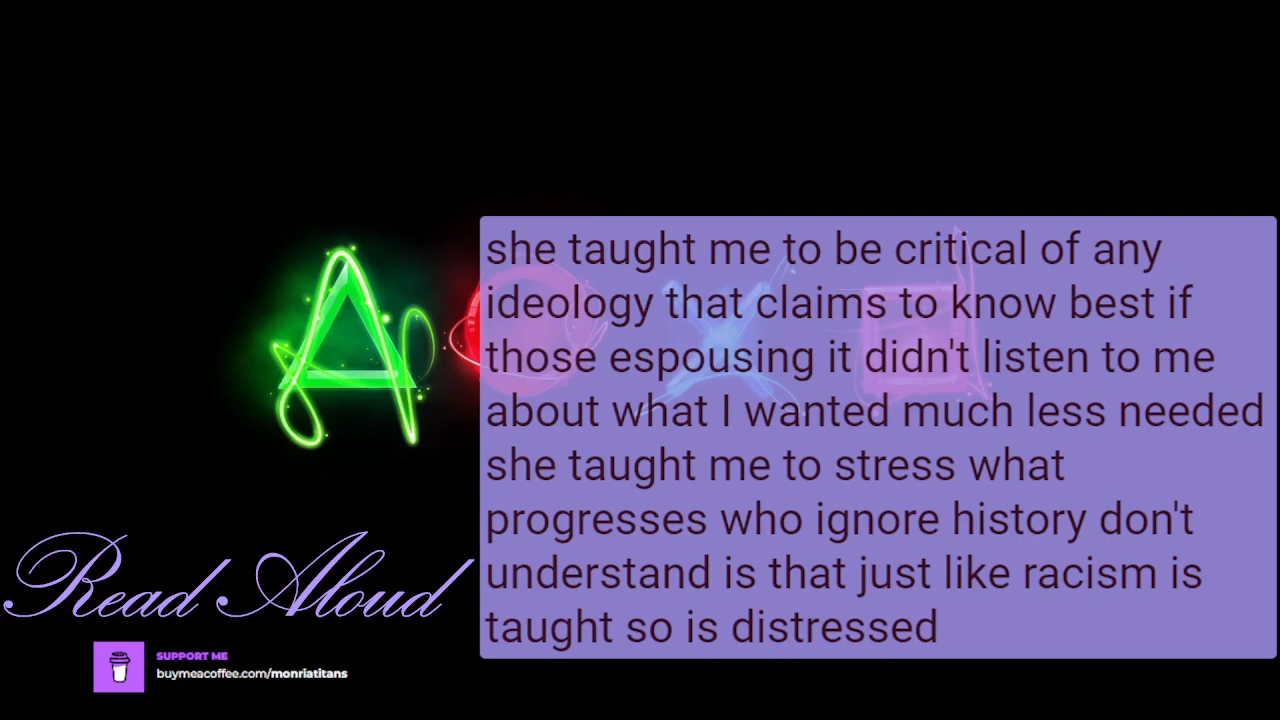 she taught me to be critical of any
ideology that claims to know best if
those espousing it didn't listen to me
about what I wanted much less needed
she taught me to stress what
progresses who ignore history don't
understand is that just like racism is
taught so is distressed
Read Aloud
SUPPORT ME
buymeacoffee.com/monriatitans